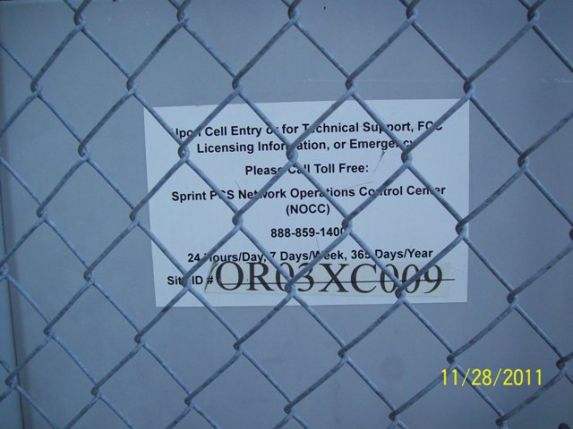 Upon Cell Entry or for Technical Support, FCC
Licensing Information, or Emergency
Please Call Toll Free:
Sprint PCS Network Operations Control Center
(NOCC)
888-859-1400
24 Hours/Day, 7 Days/Week, 365 Days/Year
Site ID # OR03XC009
11/28/2011